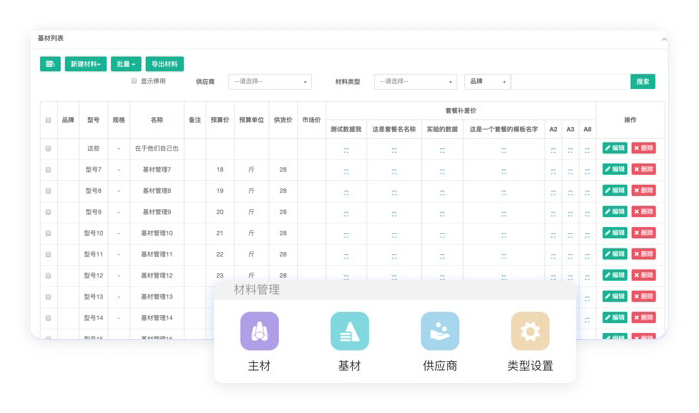 基材列表
新建材料 批量 导出材料
显示停用 供应商 --请选择-- 材料类型 --请选择-- 品牌 搜索
品牌 型号 规格 名称 备注 预算价 预算单位 供货价 市场价 套餐补差价 操作
测试数据我 这是套餐名名称 实验的数据 这是一个套餐的模板名字 A2 A3 A8
这些 - 在于他们自己也 -- -- -- -- -- -- -- 编辑 删除
型号7 - 基材管理7 18 斤 28 -- -- -- -- -- -- -- 编辑 删除
型号8 - 基材管理8 19 斤 28 -- -- -- -- -- -- -- 编辑 删除
型号9 - 基材管理9 20 斤 28 -- -- -- -- -- -- -- 编辑 删除
型号10 - 基材管理10 21 斤 28 -- -- -- -- -- -- -- 编辑 删除
型号11 - 基材管理11 22 斤 28 -- -- -- -- -- -- -- 编辑 删除
型号12 - 基材管理12 23 斤 28 -- -- -- -- -- -- -- 编辑 删除
型号13 - 基材管理13 -- 编辑 删除
型号14 - 基材管理14 -- 编辑 删除
材料管理
主材 基材 供应商 类型设置